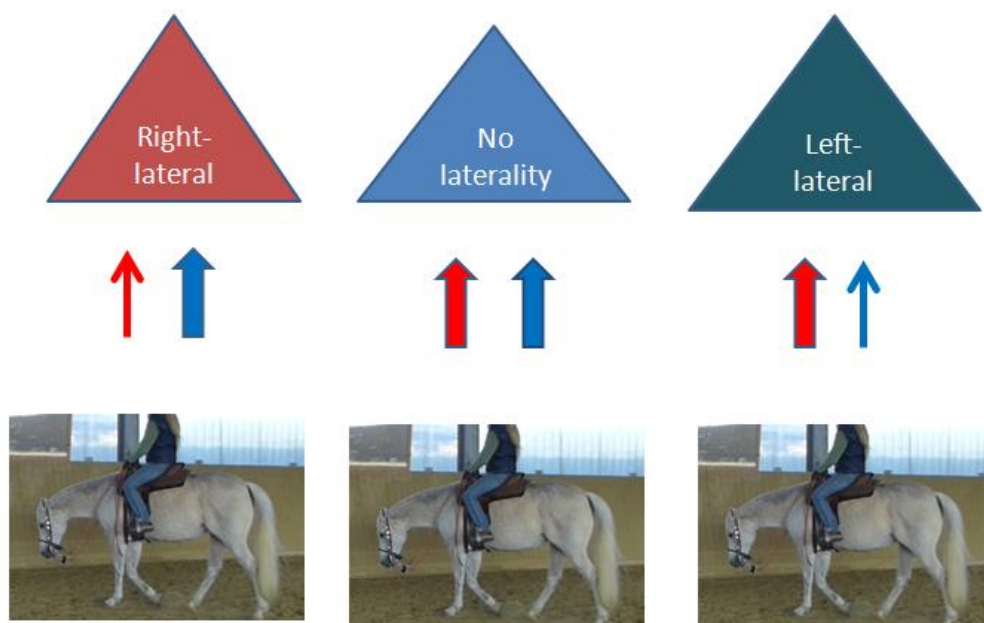 Right-
lateral
No
laterality
Left-
lateral